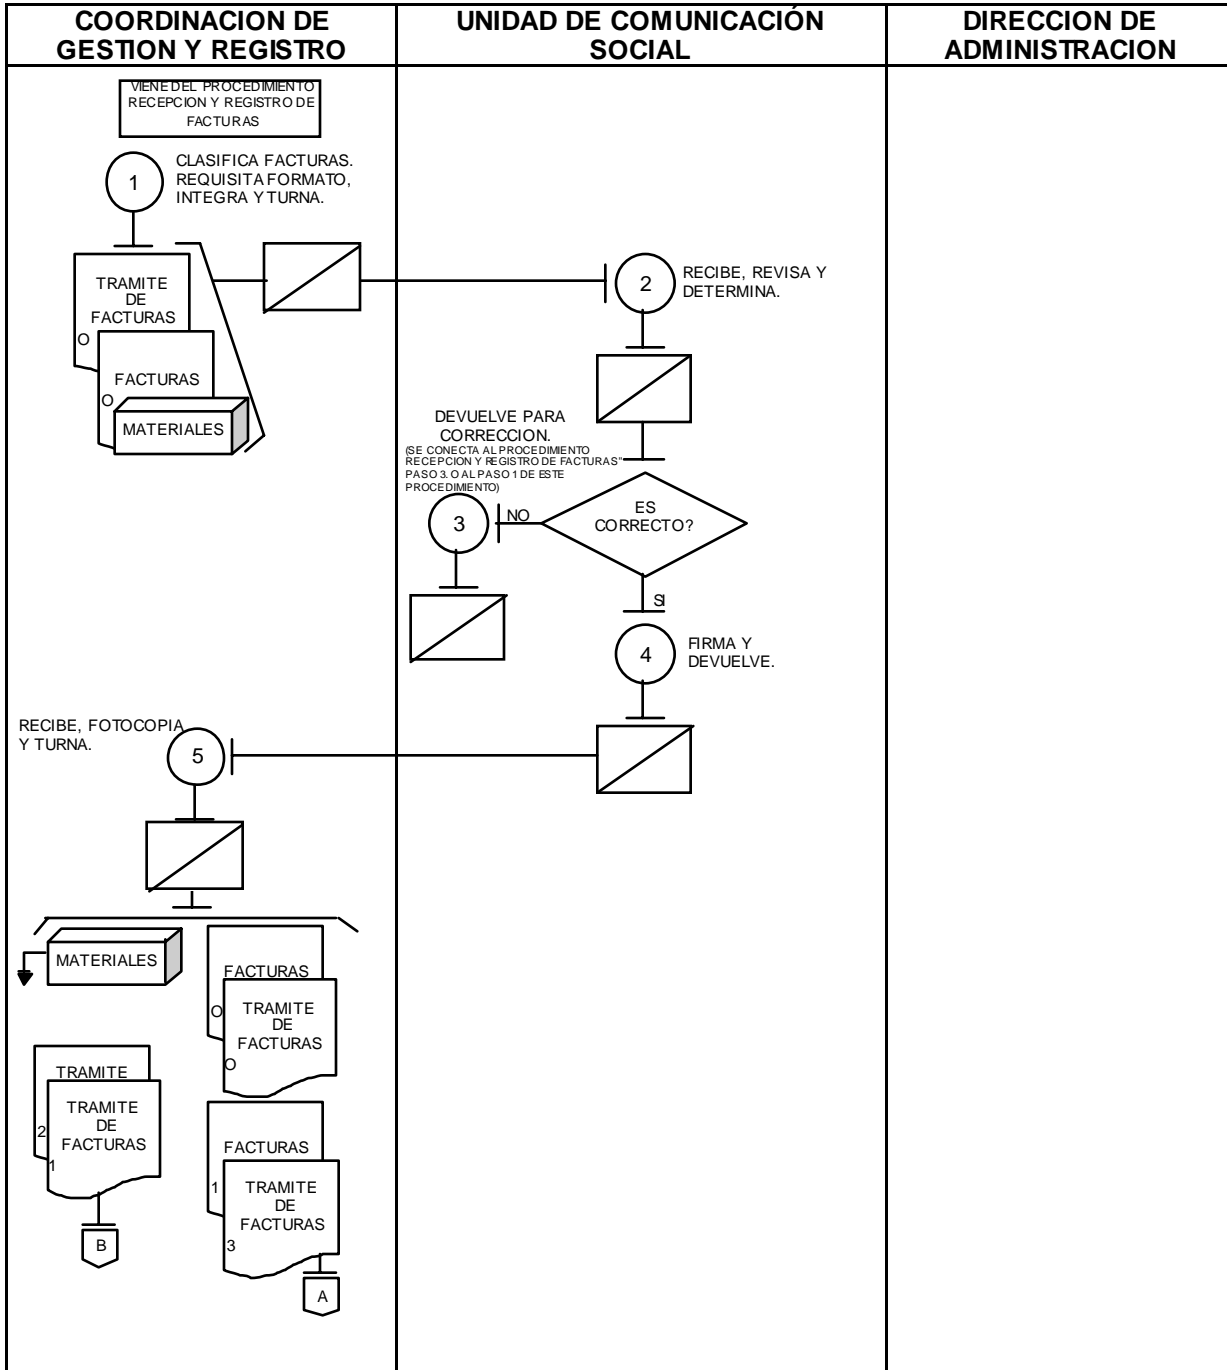 COORDINACION DE
GESTION Y REGISTRO
UNIDAD DE COMUNICACIÓN
SOCIAL
DIRECCION DE
ADMINISTRACION
VIENE DEL PROCEDIMIENTO
RECEPCION Y REGISTRO DE
FACTURAS
1
CLASIFICA FACTURAS.
REQUISITA FORMATO,
INTEGRA Y TURNA.
TRAMITE
DE
FACTURAS
O
FACTURAS
O
MATERIALES
2
RECIBE, REVISA Y
DETERMINA.
DEVUELVE PARA
CORRECCION.
(SE CONECTA AL PROCEDIMIENTO
RECEPCION Y REGISTRO DE FACTURAS"
PASO 3. O AL PASO 1 DE ESTE
PROCEDIMIENTO)
3
NO
ES
CORRECTO?
SI
4
FIRMA Y
DEVUELVE.
RECIBE, FOTOCOPIA
Y TURNA.
5
MATERIALES
FACTURAS
O
TRAMITE
DE
FACTURAS
O
TRAMITE
2
TRAMITE
DE
FACTURAS
1
B
FACTURAS
1
TRAMITE
DE
FACTURAS
3
A